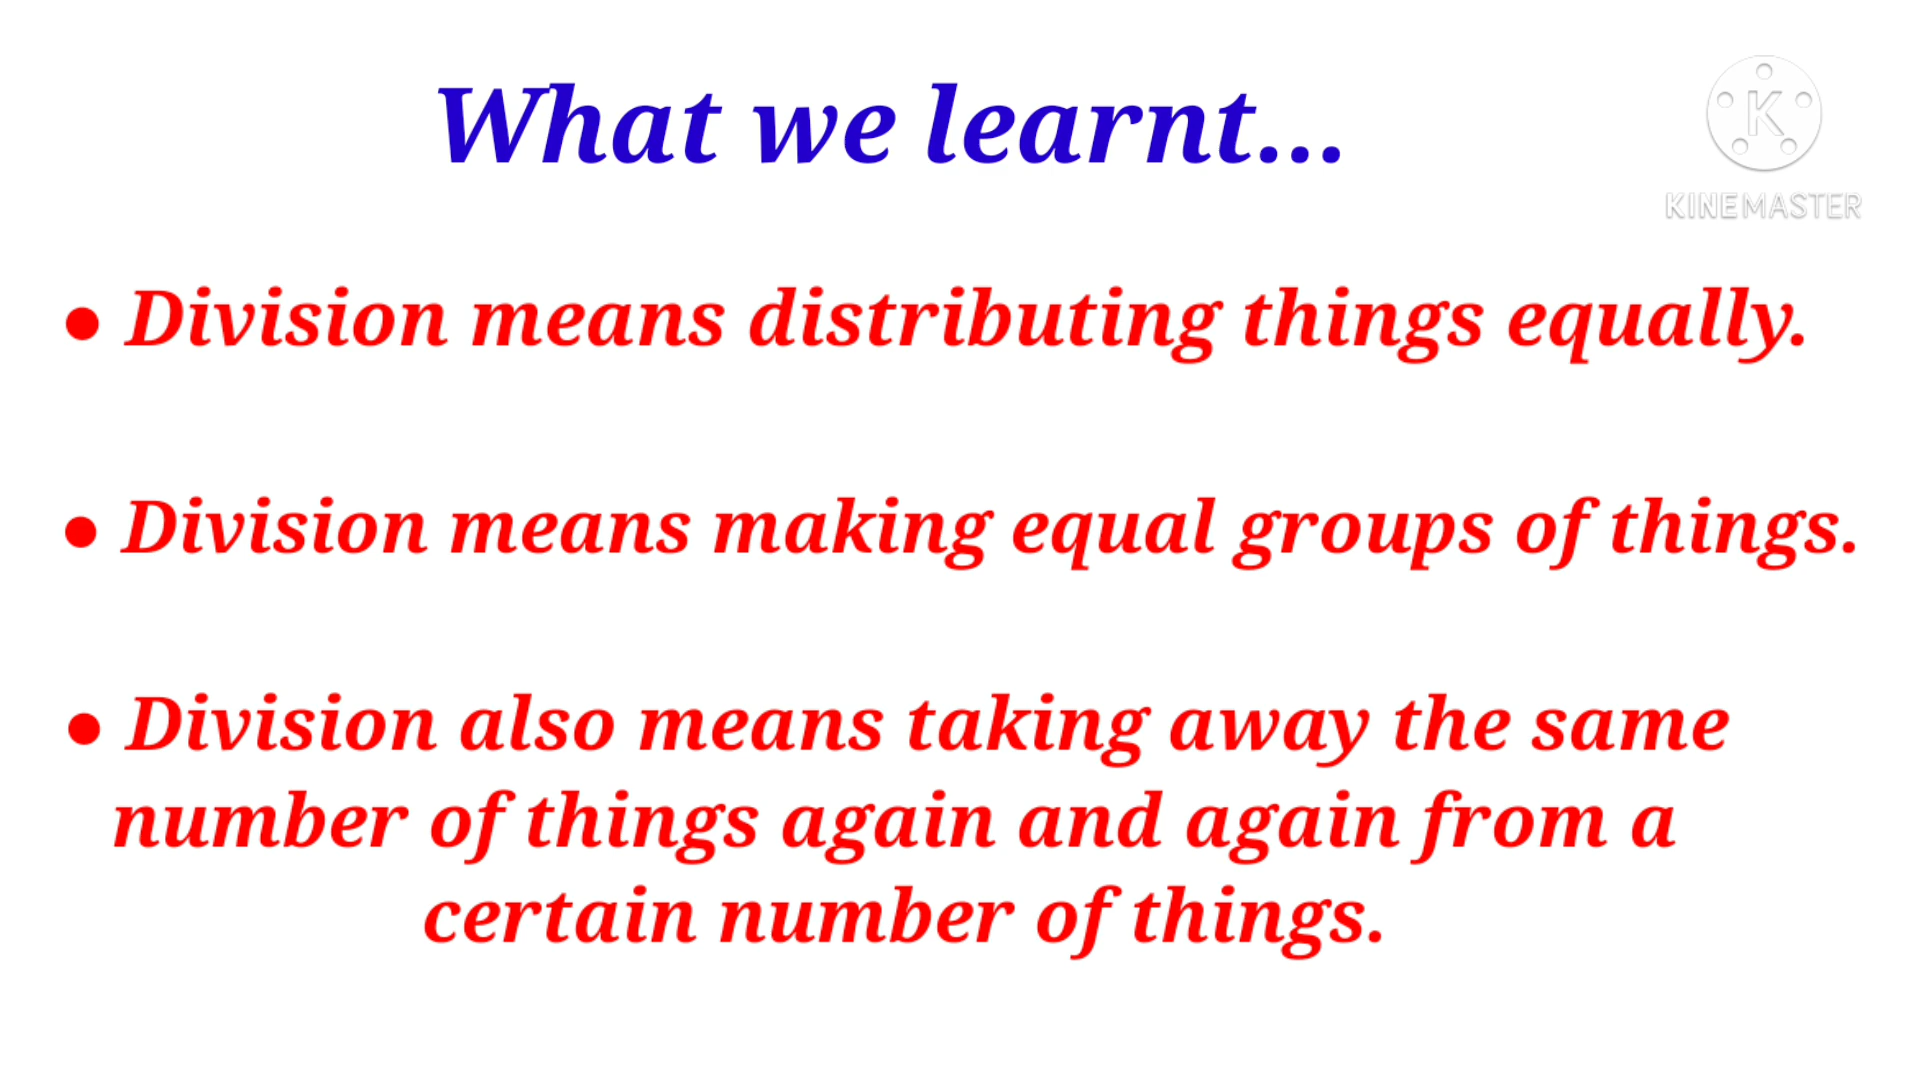 What we learnt...
K
KINEMASTER
• Division means distributing things equally.
• Division means making equal groups of things.
• Division also means taking away the same
number of things again and again from a
certain number of things.